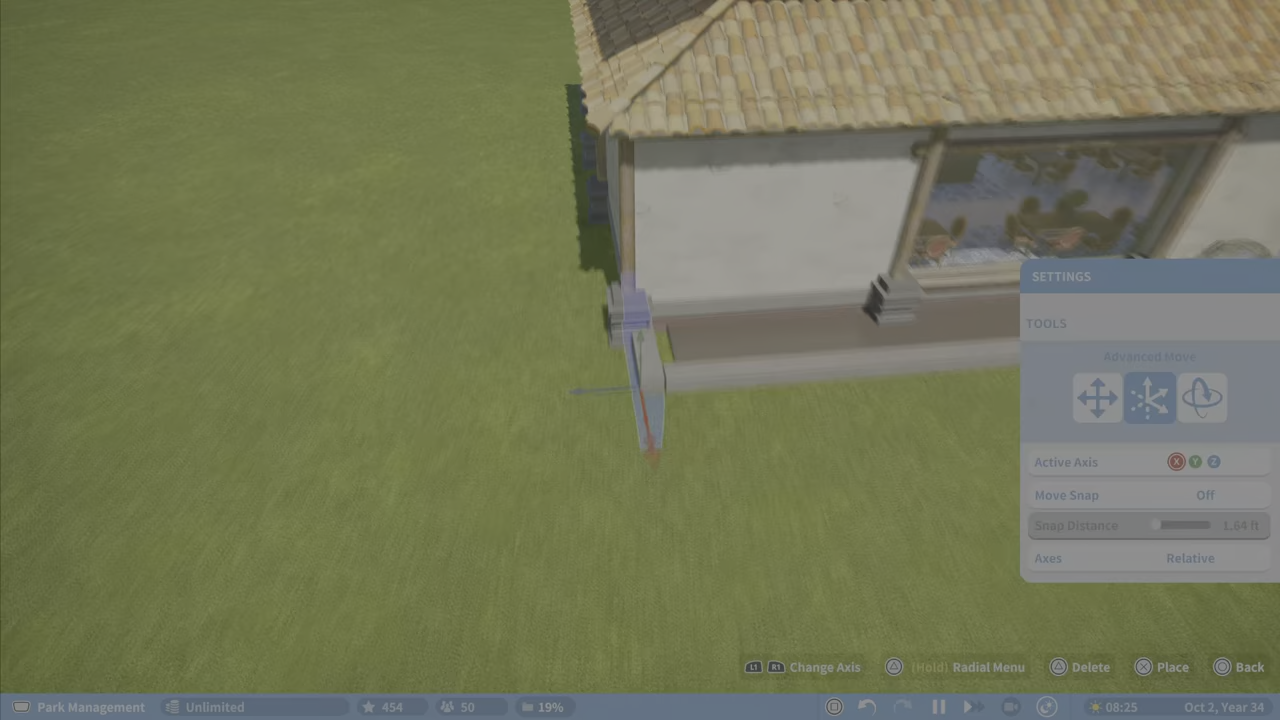 SETTINGS
TOOLS
Advanced Move
Active Axis X Y Z
Move Snap Off
Snap Distance 1.64 ft
Axes Relative
L1 R1 Change Axis (Hold) Radial Menu Delete Place Back
Park Management Unlimited 454 50 19% 08:25 Oct 2, Year 34